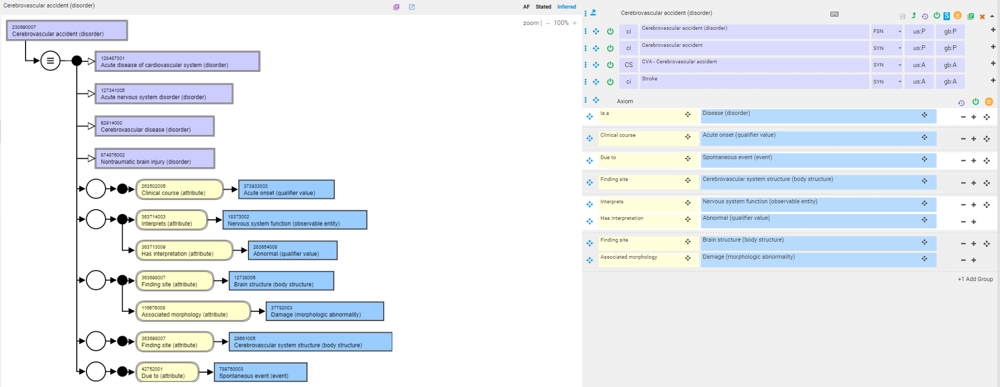 Cerebrovascular accident (disorder)
AF Stated Inferred
zoom | − 100% +
230690007
Cerebrovascular accident (disorder)
128487001
Acute disease of cardiovascular system (disorder)
127341005
Acute nervous system disorder (disorder)
62914000
Cerebrovascular disease (disorder)
874876002
Nontraumatic brain injury (disorder)
263502005
Clinical course (attribute)
373933003
Acute onset (qualifier value)
363714003
Interprets (attribute)
18373002
Nervous system function (observable entity)
363713009
Has interpretation (attribute)
263654008
Abnormal (qualifier value)
363698007
Finding site (attribute)
12738006
Brain structure (body structure)
116676008
Associated morphology (attribute)
37782003
Damage (morphologic abnormality)
363698007
Finding site (attribute)
28661005
Cerebrovascular system structure (body structure)
42752001
Due to (attribute)
789750003
Spontaneous event (event)
Cerebrovascular accident (disorder)
S
ci Cerebrovascular accident (disorder) FSN us:P gb:P +
ci Cerebrovascular accident SYN us:P gb:P +
CS CVA - Cerebrovascular accident SYN us:A gb:A +
ci Stroke SYN us:A gb:A +
Axiom
Is a Disease (disorder) − +
Clinical course Acute onset (qualifier value) − +
Due to Spontaneous event (event) − +
Finding site Cerebrovascular system structure (body structure) − +
Interprets Nervous system function (observable entity) − +
Has interpretation Abnormal (qualifier value) − +
Finding site Brain structure (body structure) − +
Associated morphology Damage (morphologic abnormality) − +
+1 Add Group